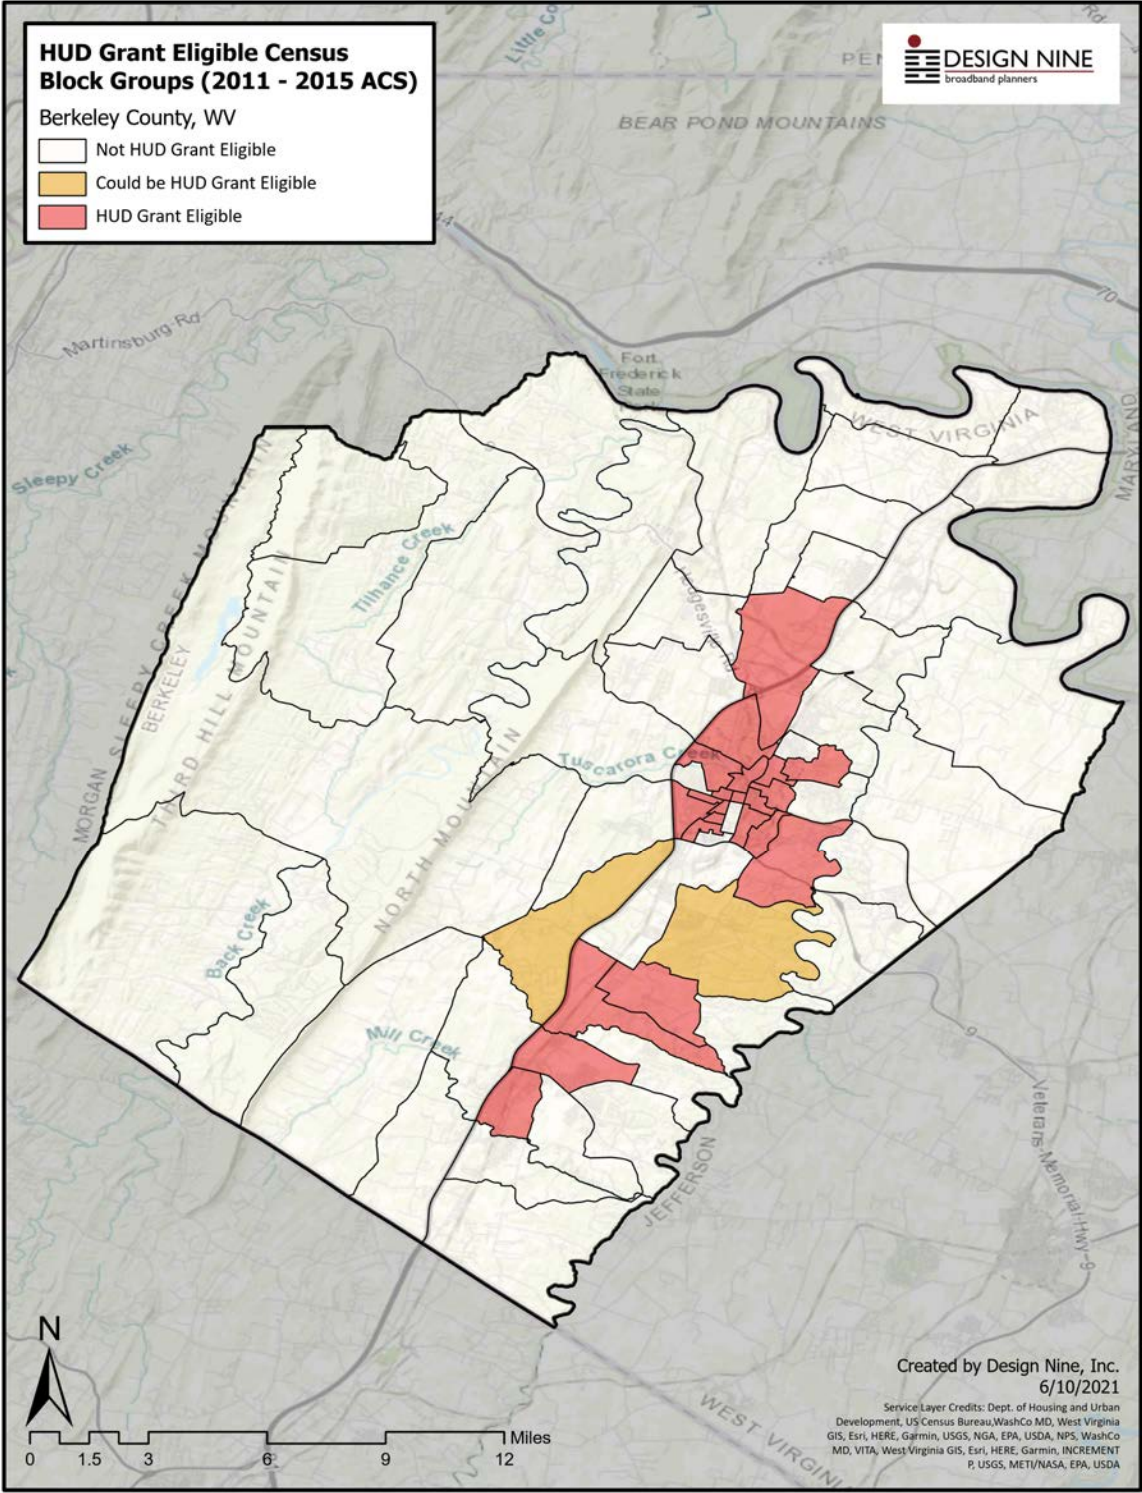 HUD Grant Eligible Census
Block Groups (2011 - 2015 ACS)
Berkeley County, WV
Not HUD Grant Eligible
Could be HUD Grant Eligible
HUD Grant Eligible
DESIGN NINE
broadband planners
Little Co
Rd
PEN
BEAR POND MOUNTAINS
70
Martinsburg-Rd
Fort
Frederick
State
WEST VIRGINIA
MARYLAND
Sleepy Creek
SLEEPY CREEK MOUNTAIN
Tilhance Creek
THIRD HILL MOUNTAIN
BERKELEY
MORGAN
Tuscarora Creek
NORTH MOUNTAIN
Back Creek
Mill Creek
9
Veterans-Memorial-Hwy-9
JEFFERSON
WEST VIRGINI
N
0 1.5 3 6 9 12 Miles
Created by Design Nine, Inc.
6/10/2021
Service Layer Credits: Dept. of Housing and Urban
Development, US Census Bureau,WashCo MD, West Virginia
GIS, Esri, HERE, Garmin, USGS, NGA, EPA, USDA, NPS, WashCo
MD, VITA, West Virginia GIS, Esri, HERE, Garmin, INCREMENT
P, USGS, METI/NASA, EPA, USDA